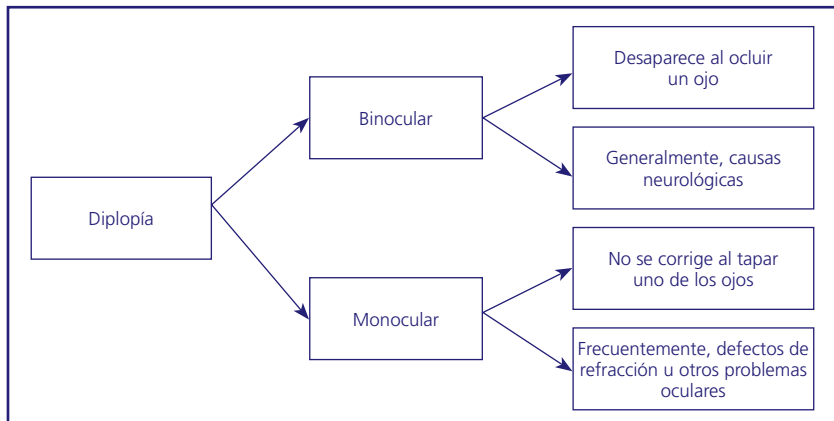 Diplopía
Binocular
Desaparece al ocluir
un ojo
Generalmente, causas
neurológicas
Monocular
No se corrige al tapar
uno de los ojos
Frecuentemente, defectos de
refracción u otros problemas
oculares